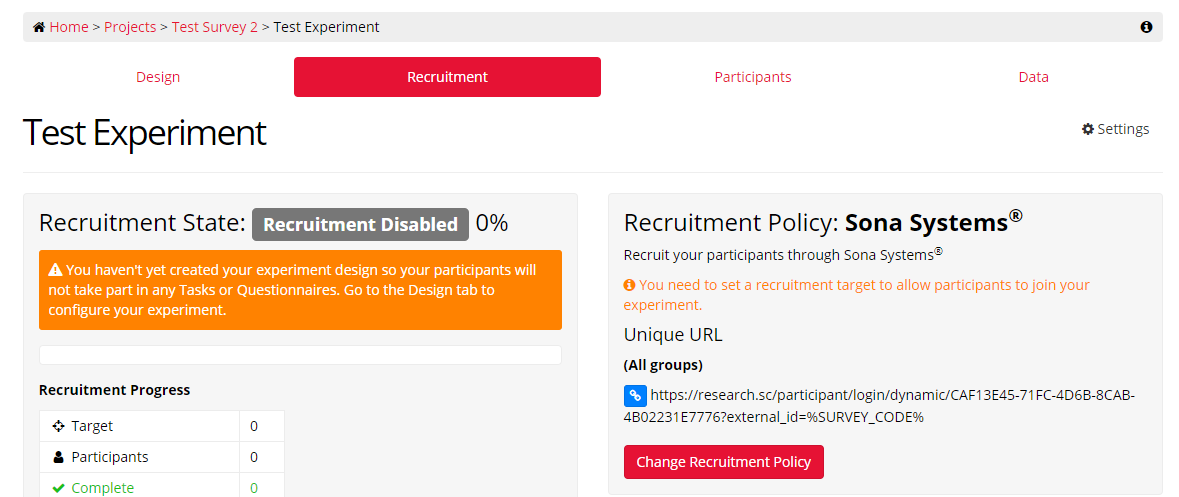 Home > Projects > Test Survey 2 > Test Experiment
Design
Recruitment
Participants
Data
Test Experiment
Settings
Recruitment State: Recruitment Disabled 0%
You haven't yet created your experiment design so your participants will
not take part in any Tasks or Questionnaires. Go to the Design tab to
configure your experiment.
Recruitment Progress
Target 0
Participants 0
Complete 0
Recruitment Policy: Sona Systems®
Recruit your participants through Sona Systems®
You need to set a recruitment target to allow participants to join your
experiment.
Unique URL
(All groups)
https://research.sc/participant/login/dynamic/CAF13E45-71FC-4D6B-8CAB-
4B02231E7776?external_id=%SURVEY_CODE%
Change Recruitment Policy